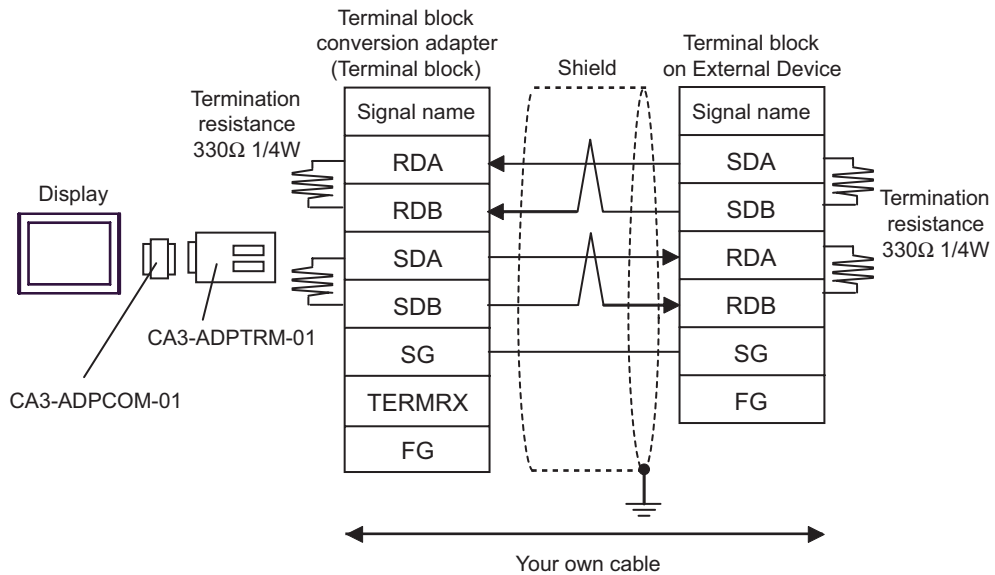 Terminal block
conversion adapter
(Terminal block)
Shield
Terminal block
on External Device
Termination
resistance
330Ω 1/4W
Signal name
RDA
RDB
SDA
SDB
SG
TERMRX
FG
Signal name
SDA
SDB
RDA
RDB
SG
FG
Termination
resistance
330Ω 1/4W
Display
CA3-ADPTRM-01
CA3-ADPCOM-01
Your own cable